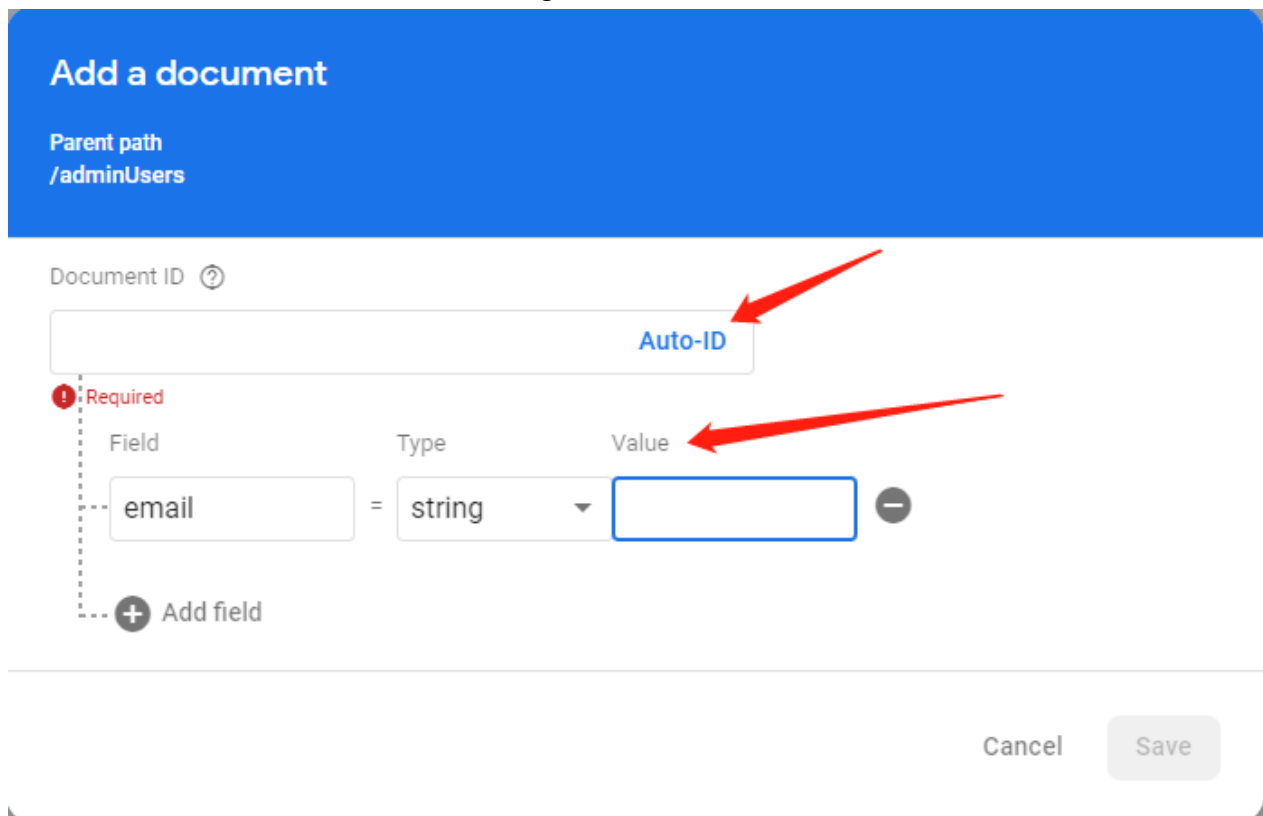 Add a document
Parent path
/adminUsers
Document ID
Auto-ID
Required
Field Type Value
email = string
Add field
Cancel Save